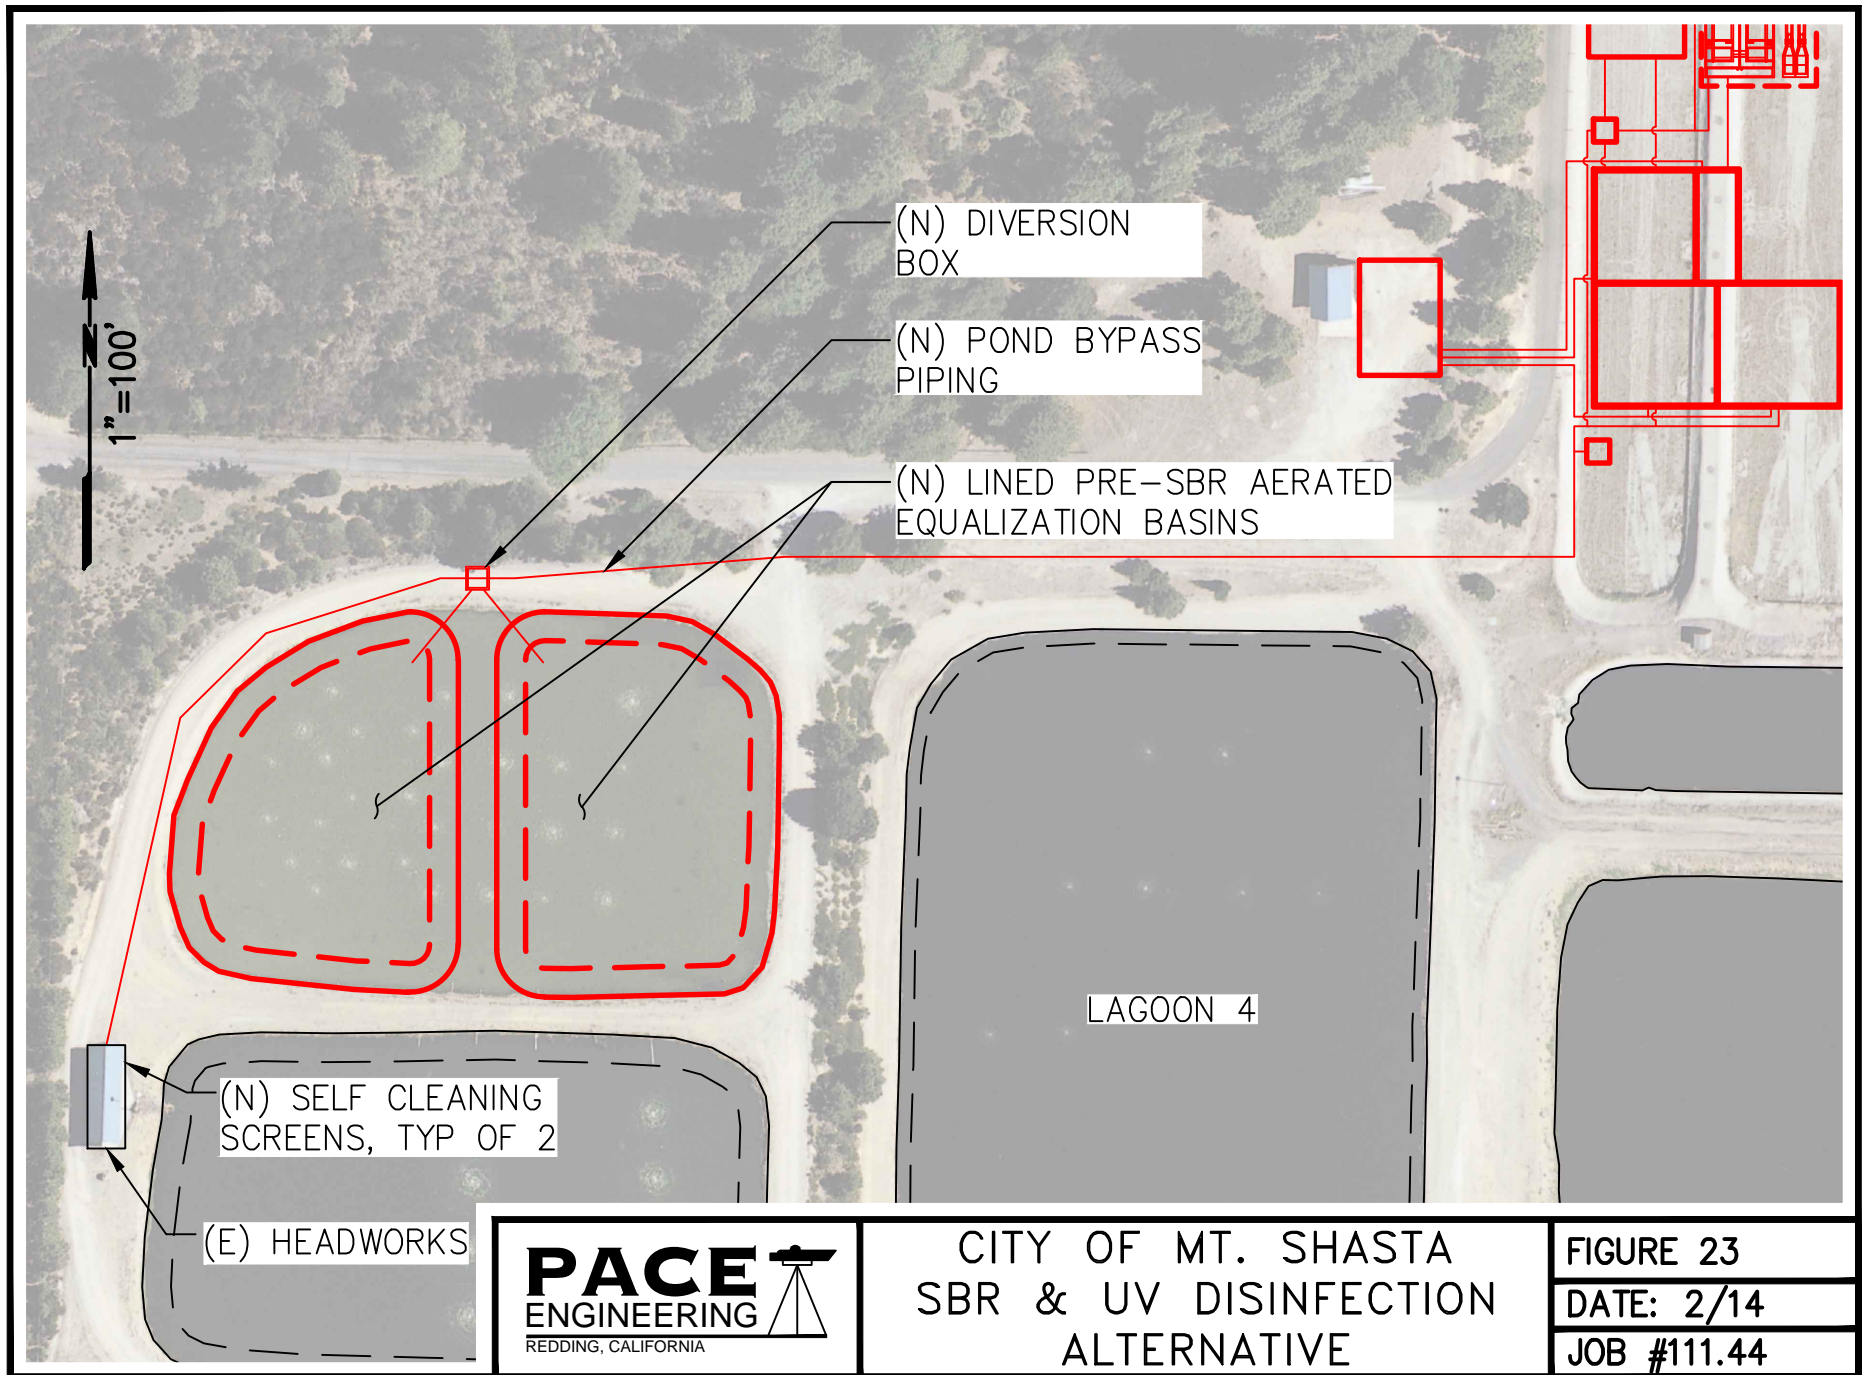 (N) DIVERSION
BOX
(N) POND BYPASS
PIPING
(N) LINED PRE-SBR AERATED
EQUALIZATION BASINS
N
1"=100'
LAGOON 4
(N) SELF CLEANING
SCREENS, TYP OF 2
(E) HEADWORKS
PACE
ENGINEERING
REDDING, CALIFORNIA
CITY OF MT. SHASTA
SBR & UV DISINFECTION
ALTERNATIVE
FIGURE 23
DATE: 2/14
JOB #111.44